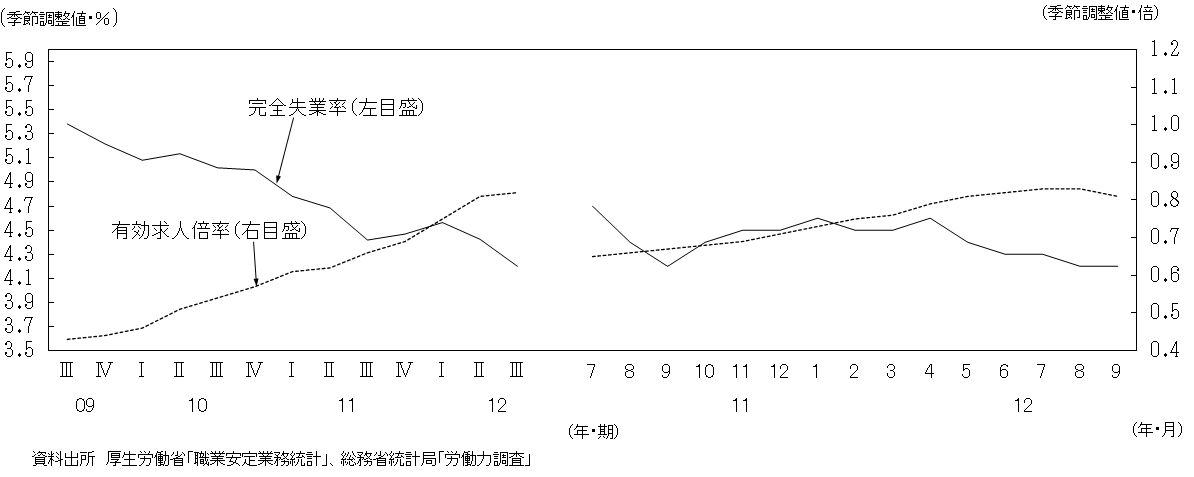 (季節調整値・％)
(季節調整値・倍)
5.9
5.7
5.5
5.3
5.1
4.9
4.7
4.5
4.3
4.1
3.9
3.7
3.5
完全失業率(左目盛)
有効求人倍率(右目盛)
1.2
1.1
1.0
0.9
0.8
0.7
0.6
0.5
0.4
Ⅲ Ⅳ Ⅰ Ⅱ Ⅲ Ⅳ Ⅰ Ⅱ Ⅲ Ⅳ Ⅰ Ⅱ Ⅲ
7 8 9 10 11 12 1 2 3 4 5 6 7 8 9
09 10 11 12
11 12
(年・期)
(年・月)
資料出所 厚生労働省「職業安定業務統計」、総務省統計局「労働力調査」